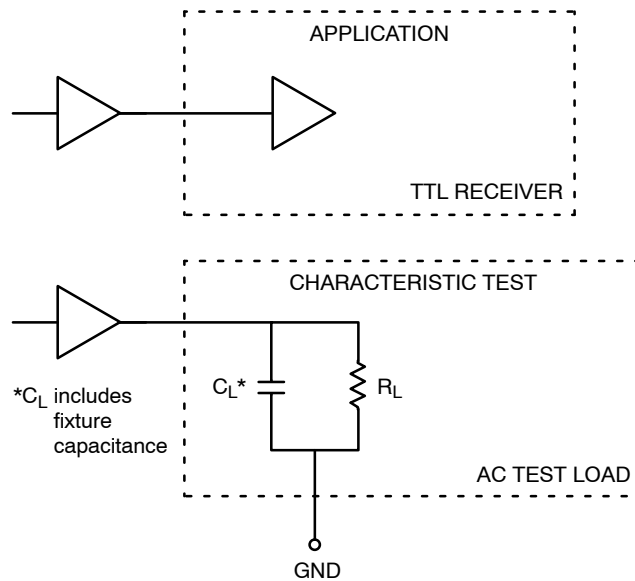 APPLICATION
TTL RECEIVER
CHARACTERISTIC TEST
*CL includes
fixture
capacitance
CL*
RL
AC TEST LOAD
GND